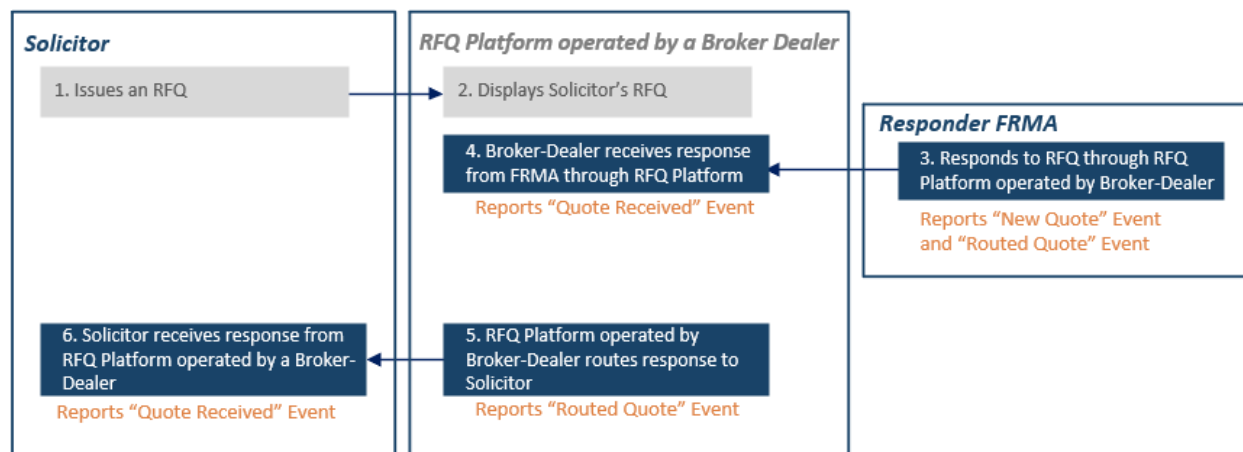 Solicitor
1. Issues an RFQ
RFQ Platform operated by a Broker Dealer
2. Displays Solicitor's RFQ
Responder FRMA
3. Responds to RFQ through RFQ
Platform operated by Broker-Dealer
Reports “New Quote” Event
and “Routed Quote” Event
4. Broker-Dealer receives response
from FRMA through RFQ Platform
Reports “Quote Received” Event
5. RFQ Platform operated by
Broker-Dealer routes response to
Solicitor
Reports “Routed Quote” Event
6. Solicitor receives response from
RFQ Platform operated by a Broker-
Dealer
Reports “Quote Received” Event